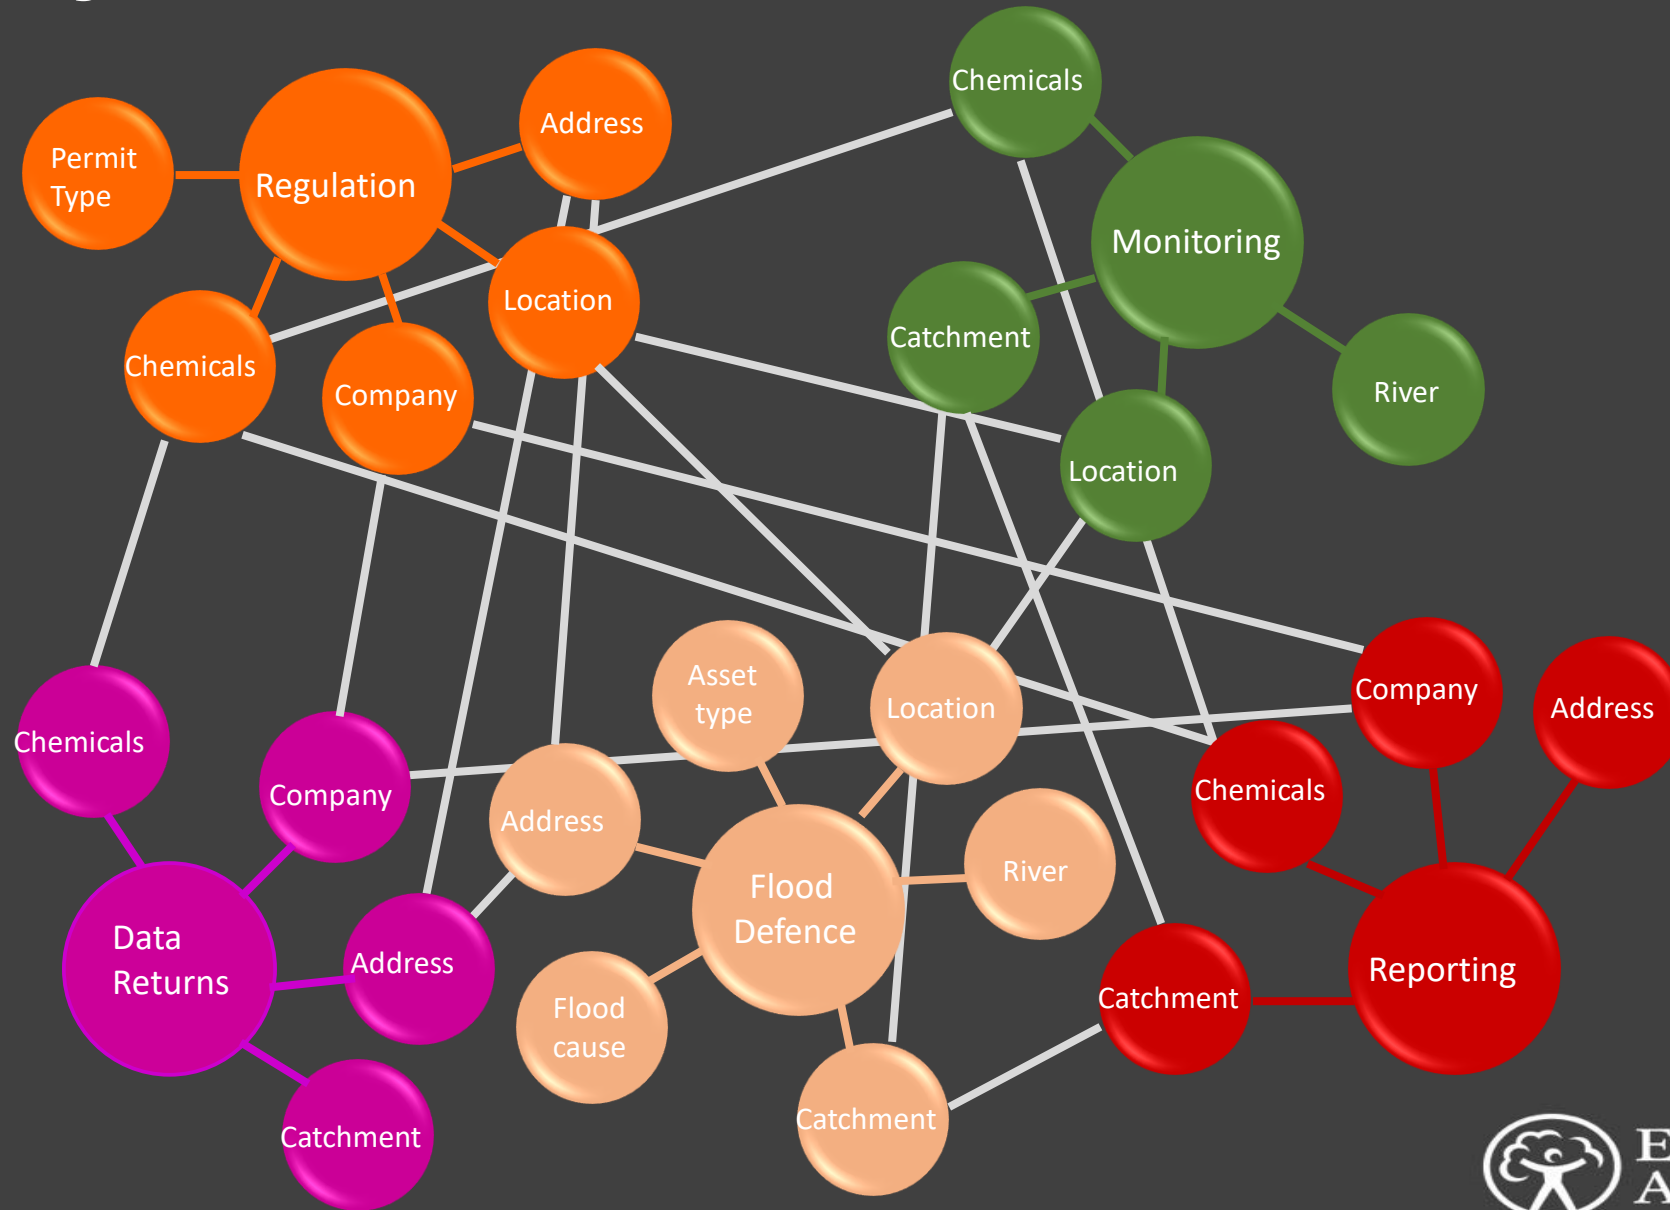 Chemicals
Address
Permit
Type
Regulation
Monitoring
Location
Catchment
Chemicals
Company
River
Location
Asset
type
Location
Company
Address
Chemicals
Company
Address
Chemicals
Flood
Defence
River
Data
Returns
Address
Reporting
Catchment
Flood
cause
Catchment
Catchment